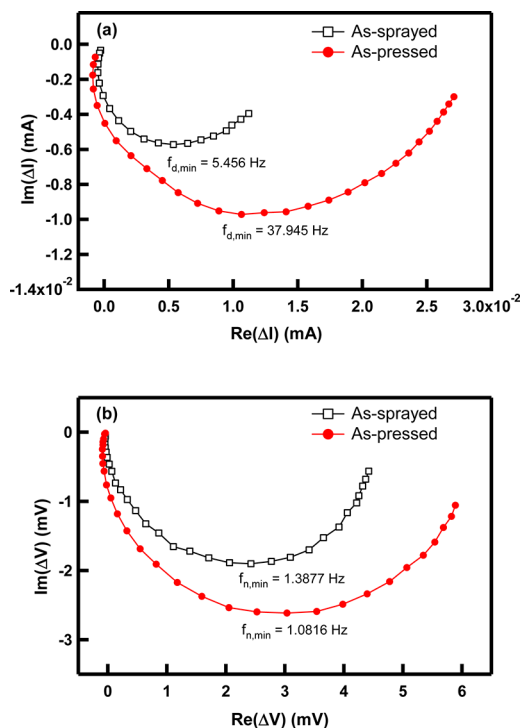 (a)
As-sprayed
As-pressed
0.0
-0.2
-0.4
-0.6
-0.8
-1.0
-1.2
-1.4x10⁻²
Im(ΔI) (mA)
f_d,min = 5.456 Hz
f_d,min = 37.945 Hz
0.0 0.5 1.0 1.5 2.0 2.5 3.0x10⁻²
Re(ΔI) (mA)
(b)
As-sprayed
As-pressed
0
-1
-2
-3
Im(ΔV) (mV)
f_n,min = 1.3877 Hz
f_n,min = 1.0816 Hz
0 1 2 3 4 5 6
Re(ΔV) (mV)